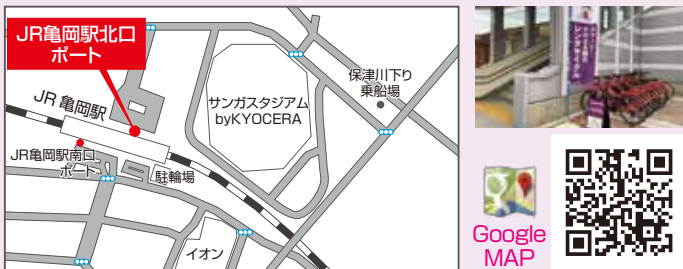 JR亀岡駅北口
ポート
JR亀岡駅
サンガスタジアム
byKYOCERA
保津川下り
乗船場
JR亀岡駅南口
ポート
駐輪場
イオン
Google
MAP